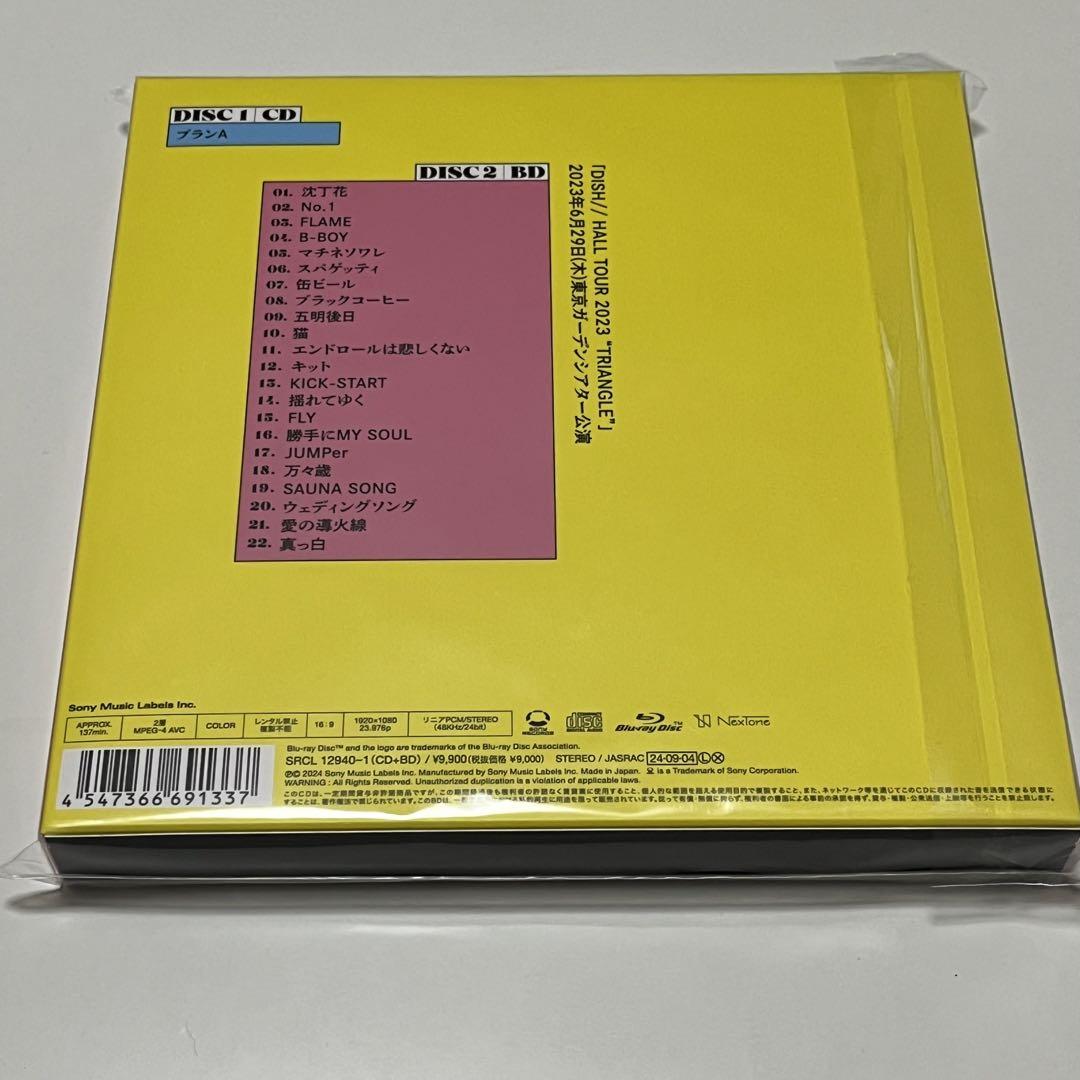 DISC 1 CD
プランA
DISC 2 BD
01. 沈丁花
02. No.1
03. FLAME
04. B-BOY
05. マチネソワレ
06. スパゲッティ
07. 缶ビール
08. ブラックコーヒー
09. 五明後日
10. 猫
11. エンドロールは悲しくない
12. キット
13. KICK-START
14. 揺れてゆく
15. FLY
16. 勝手にMY SOUL
17. JUMPer
18. 万々歳
19. SAUNA SONG
20. ウェディングソング
21. 愛の導火線
22. 真っ白
「DISH// HALL TOUR 2023 “TRIANGLE”」
2023年6月29日(木)東京ガーデンシアター公演
Sony Music Labels Inc.
APPROX. 137min.
2層 MPEG-4 AVC
COLOR
レンタル禁止 複製不能
16:9
1920×1080 23.976p
リニアPCM/STEREO (48KHz/24bit)
SONY RECORDS
COMPACT disc DIGITAL AUDIO
Blu-ray Disc™
NexTone
Blu-ray Disc™ and the logo are trademarks of the Blu-ray Disc Association.
SRCL 12940-1 (CD+BD) / ¥9,900 (税抜価格 ¥9,000) STEREO / JASRAC 24-09-04 Ⓛ Ⓧ
Ⓟ© 2024 Sony Music Labels Inc. Manufactured by Sony Music Labels Inc. Made in Japan. is a Trademark of Sony Corporation.
WARNING : All Rights Reserved. Unauthorized duplication is a violation of applicable laws.
4 547366 691337